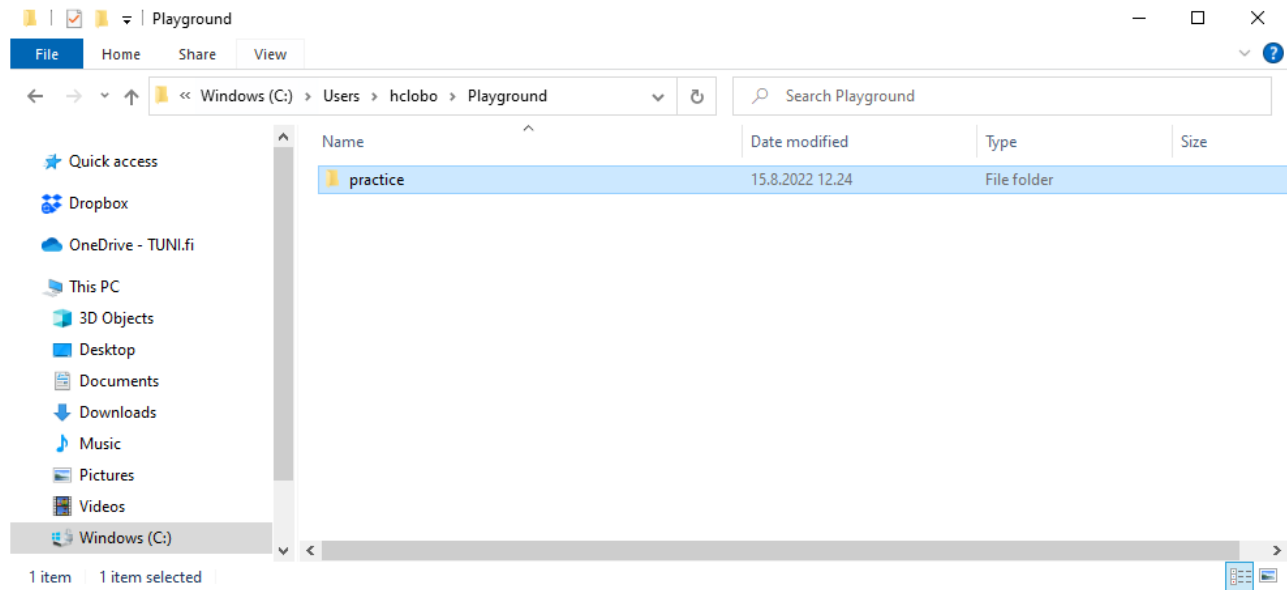 Playground
File Home Share View
« Windows (C:) › Users › hclobo › Playground Search Playground
Name Date modified Type Size
practice 15.8.2022 12.24 File folder
Quick access
Dropbox
OneDrive - TUNI.fi
This PC
3D Objects
Desktop
Documents
Downloads
Music
Pictures
Videos
Windows (C:)
1 item 1 item selected